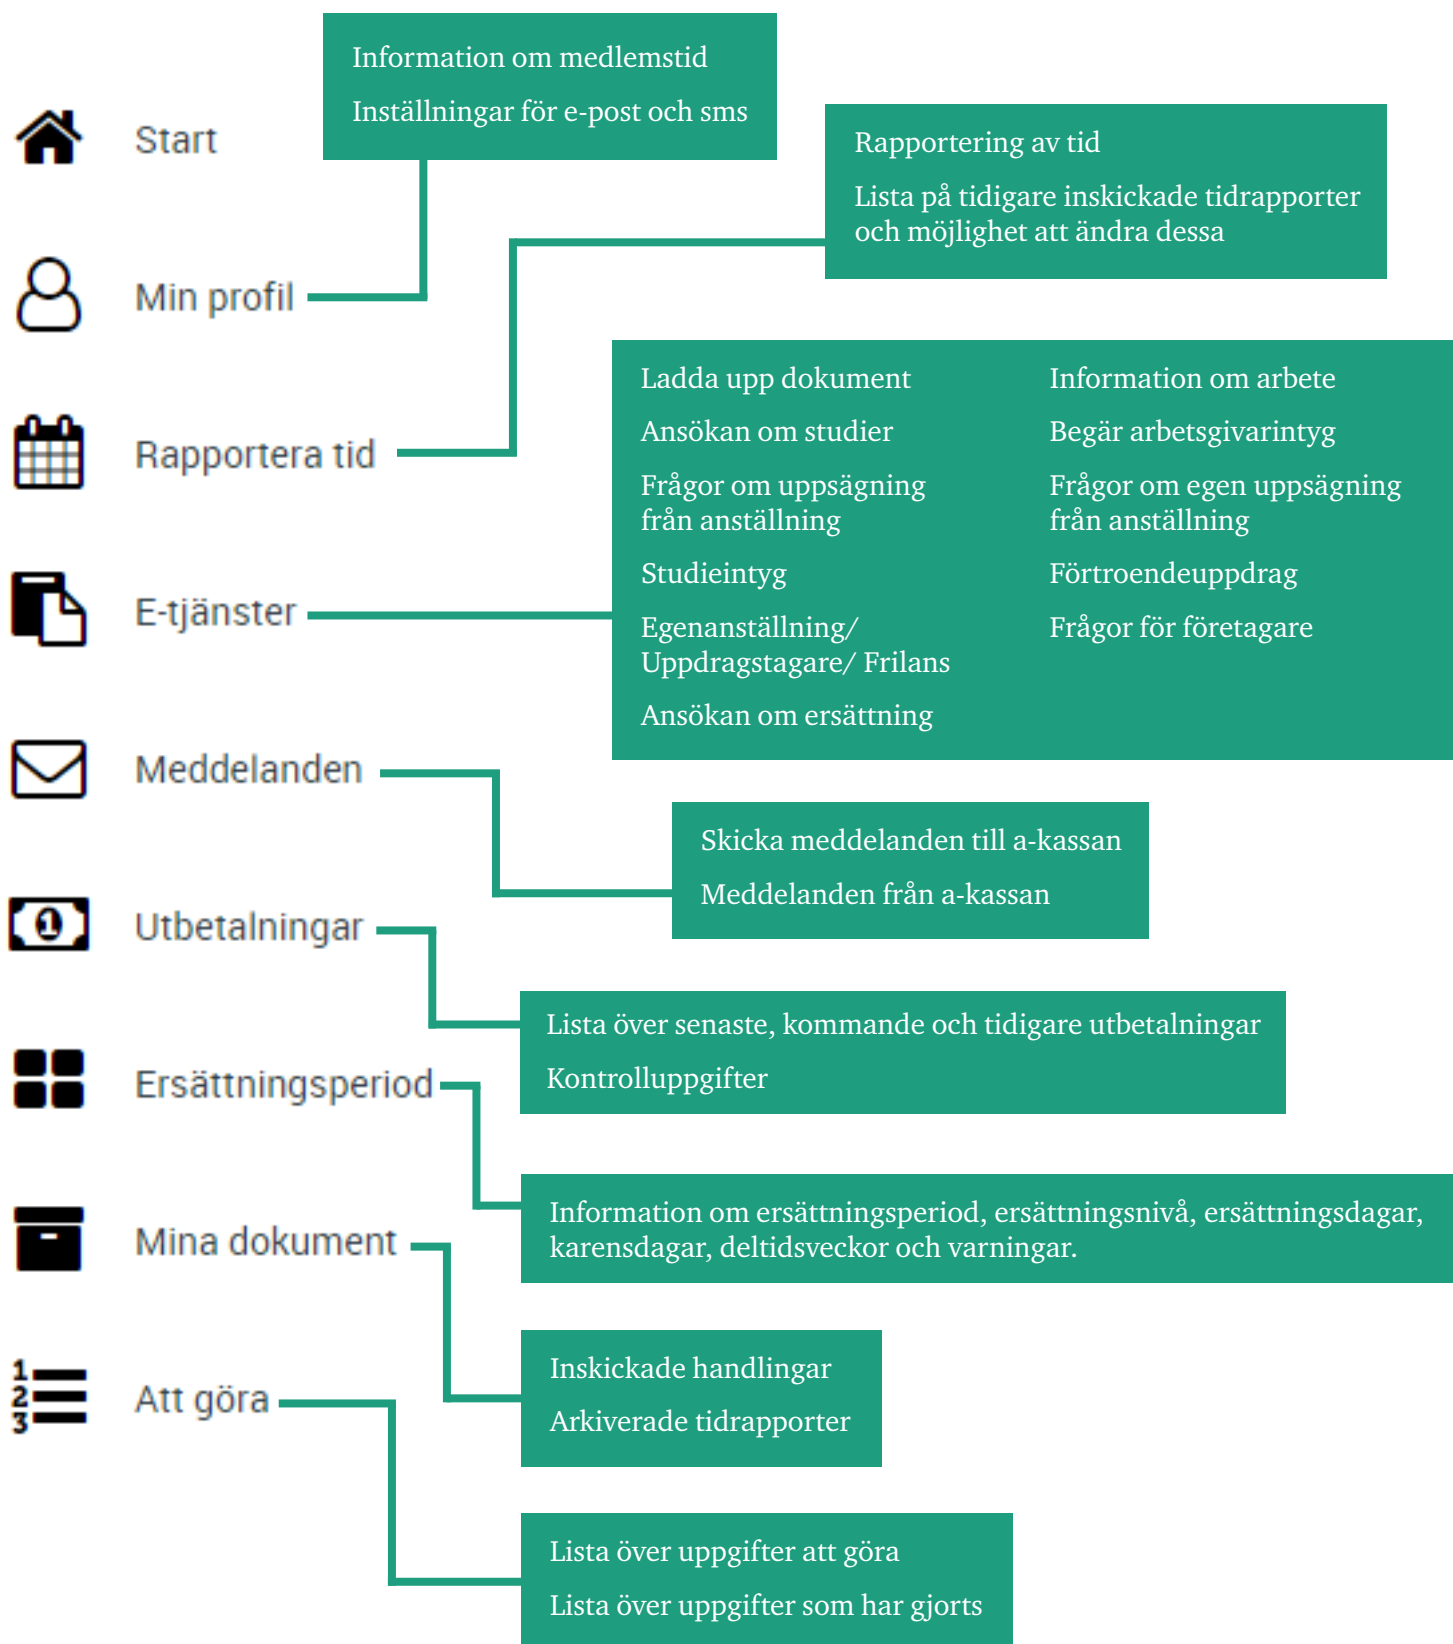 Information om medlemstid
Inställningar för e-post och sms
Start
Rapportering av tid
Lista på tidigare inskickade tidrapporter
och möjlighet att ändra dessa
Min profil
Rapportera tid
Ladda upp dokument
Ansökan om studier
Frågor om uppsägning
från anställning
Studieintyg
Egenanställning/
Uppdragstagare/ Frilans
Ansökan om ersättning
Information om arbete
Begär arbetsgivarintyg
Frågor om egen uppsägning
från anställning
Förtroendeuppdrag
Frågor för företagare
E-tjänster
Meddelanden
Skicka meddelanden till a-kassan
Meddelanden från a-kassan
1
Utbetalningar
Lista över senaste, kommande och tidigare utbetalningar
Kontrolluppgifter
Ersättningsperiod
Information om ersättningsperiod, ersättningsnivå, ersättningsdagar,
karensdagar, deltidsveckor och varningar.
Mina dokument
Inskickade handlingar
Arkiverade tidrapporter
1
2
3
Att göra
Lista över uppgifter att göra
Lista över uppgifter som har gjorts